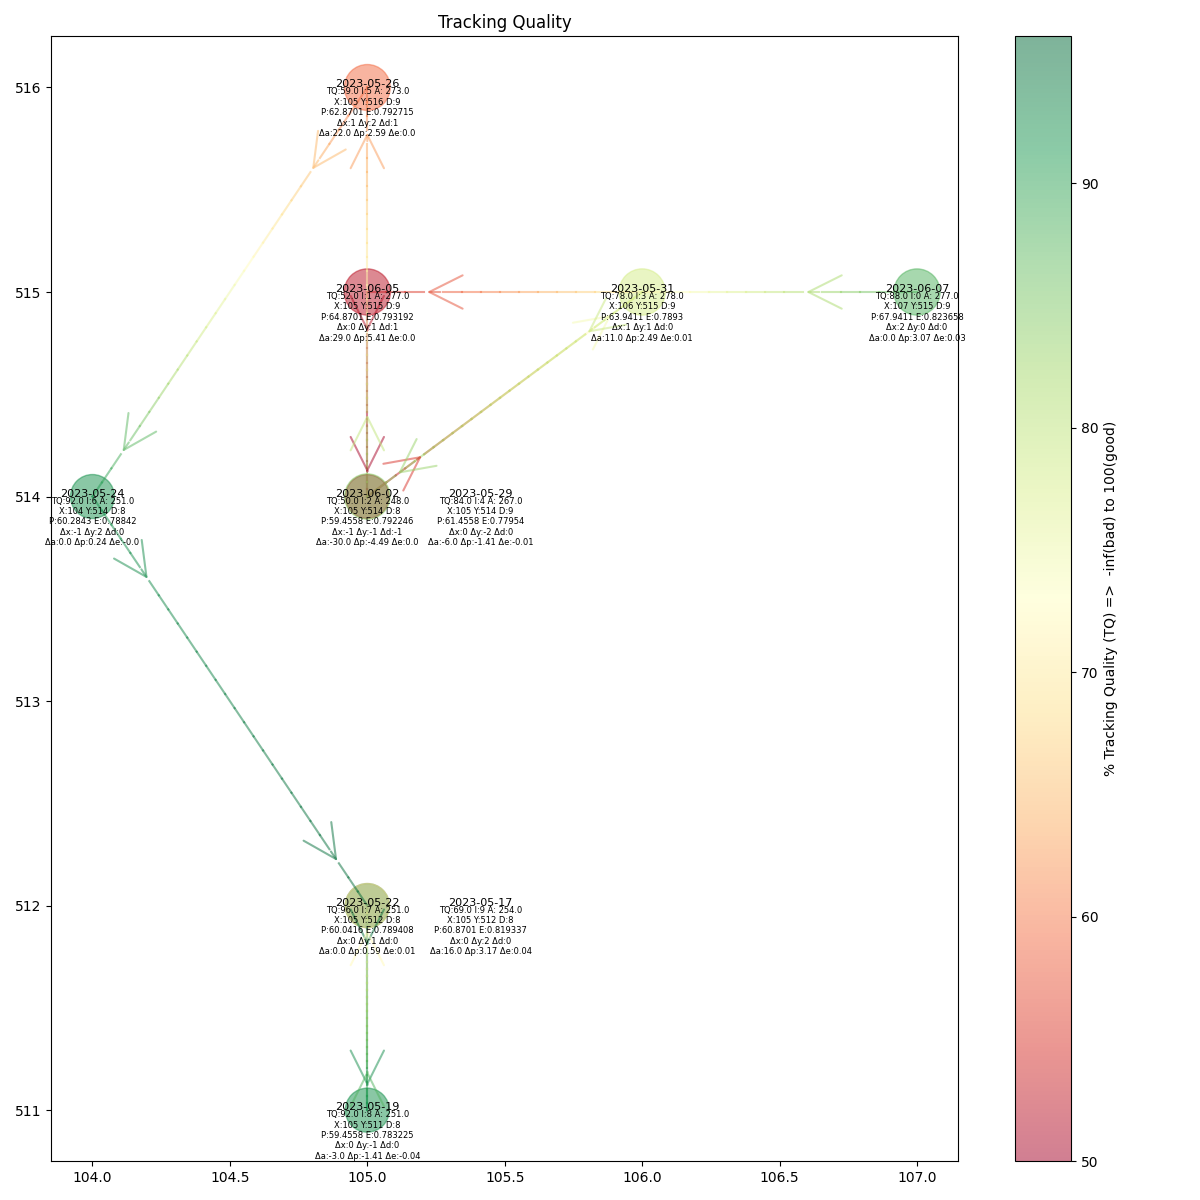 Tracking Quality
516
2023-05-26
TQ:59.0 I:5 A: 273.0
X:105 Y:516 D:9
P:62.8701 E:0.792715
Δx:1 Δy:2 Δd:1
Δa:22.0 Δp:2.59 Δe:0.0
515
2023-06-05
TQ:52.0 I:1 A: 277.0
X:105 Y:515 D:9
P:64.8701 E:0.793192
Δx:0 Δy:1 Δd:1
Δa:29.0 Δp:5.41 Δe:0.0
2023-05-31
TQ:78.0 I:3 A: 278.0
X:106 Y:515 D:9
P:63.9411 E:0.7893
Δx:1 Δy:1 Δd:0
Δa:11.0 Δp:2.49 Δe:0.01
2023-06-07
TQ:88.0 I:0 A: 277.0
X:107 Y:515 D:9
P:67.9411 E:0.823658
Δx:2 Δy:0 Δd:0
Δa:0.0 Δp:3.07 Δe:0.03
514
2023-05-24
TQ:92.0 I:6 A: 251.0
X:104 Y:514 D:8
P:60.2843 E:0.78842
Δx:-1 Δy:2 Δd:0
Δa:0.0 Δp:0.24 Δe:-0.0
2023-06-02
TQ:50.0 I:2 A: 248.0
X:105 Y:514 D:8
P:59.4558 E:0.792246
Δx:-1 Δy:-1 Δd:-1
Δa:-30.0 Δp:-4.49 Δe:0.0
2023-05-29
TQ:84.0 I:4 A: 267.0
X:105 Y:514 D:9
P:61.4558 E:0.77954
Δx:0 Δy:-2 Δd:0
Δa:-6.0 Δp:-1.41 Δe:-0.01
513
512
2023-05-22
TQ:96.0 I:7 A: 251.0
X:105 Y:512 D:8
P:60.0416 E:0.789408
Δx:0 Δy:1 Δd:0
Δa:0.0 Δp:0.59 Δe:0.01
2023-05-17
TQ:69.0 I:9 A: 254.0
X:105 Y:512 D:8
P:60.8701 E:0.819337
Δx:0 Δy:2 Δd:0
Δa:16.0 Δp:3.17 Δe:0.04
511
2023-05-19
TQ:92.0 I:8 A: 251.0
X:105 Y:511 D:8
P:59.4558 E:0.783225
Δx:0 Δy:-1 Δd:0
Δa:-3.0 Δp:-1.41 Δe:-0.04
104.0 104.5 105.0 105.5 106.0 106.5 107.0
90
80
70
60
50
% Tracking Quality (TQ) => -inf(bad) to 100(good)